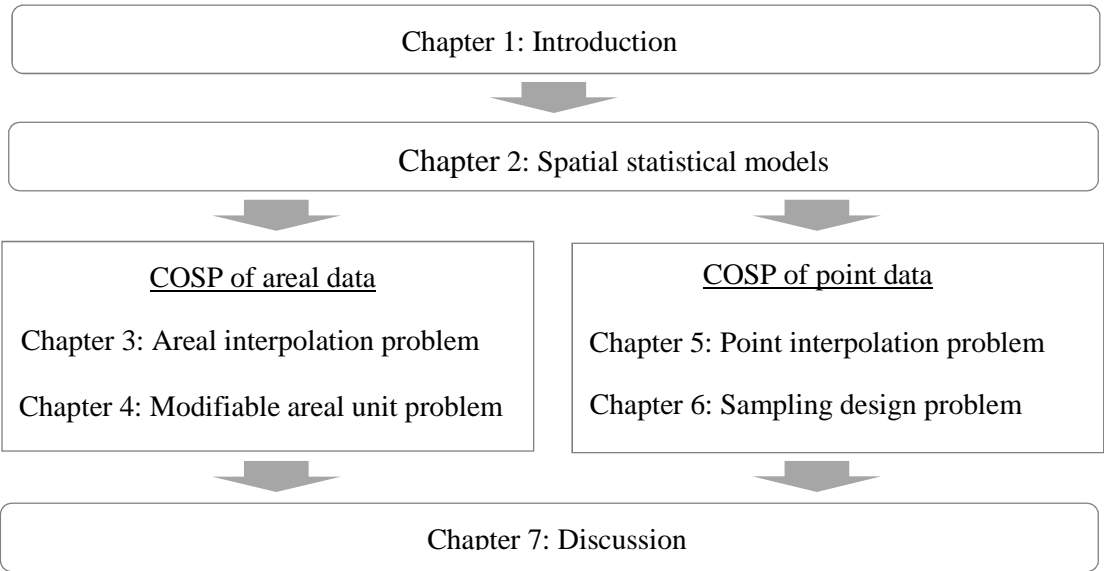 Chapter 1: Introduction
Chapter 2: Spatial statistical models
COSP of areal data
Chapter 3: Areal interpolation problem
Chapter 4: Modifiable areal unit problem
COSP of point data
Chapter 5: Point interpolation problem
Chapter 6: Sampling design problem
Chapter 7: Discussion